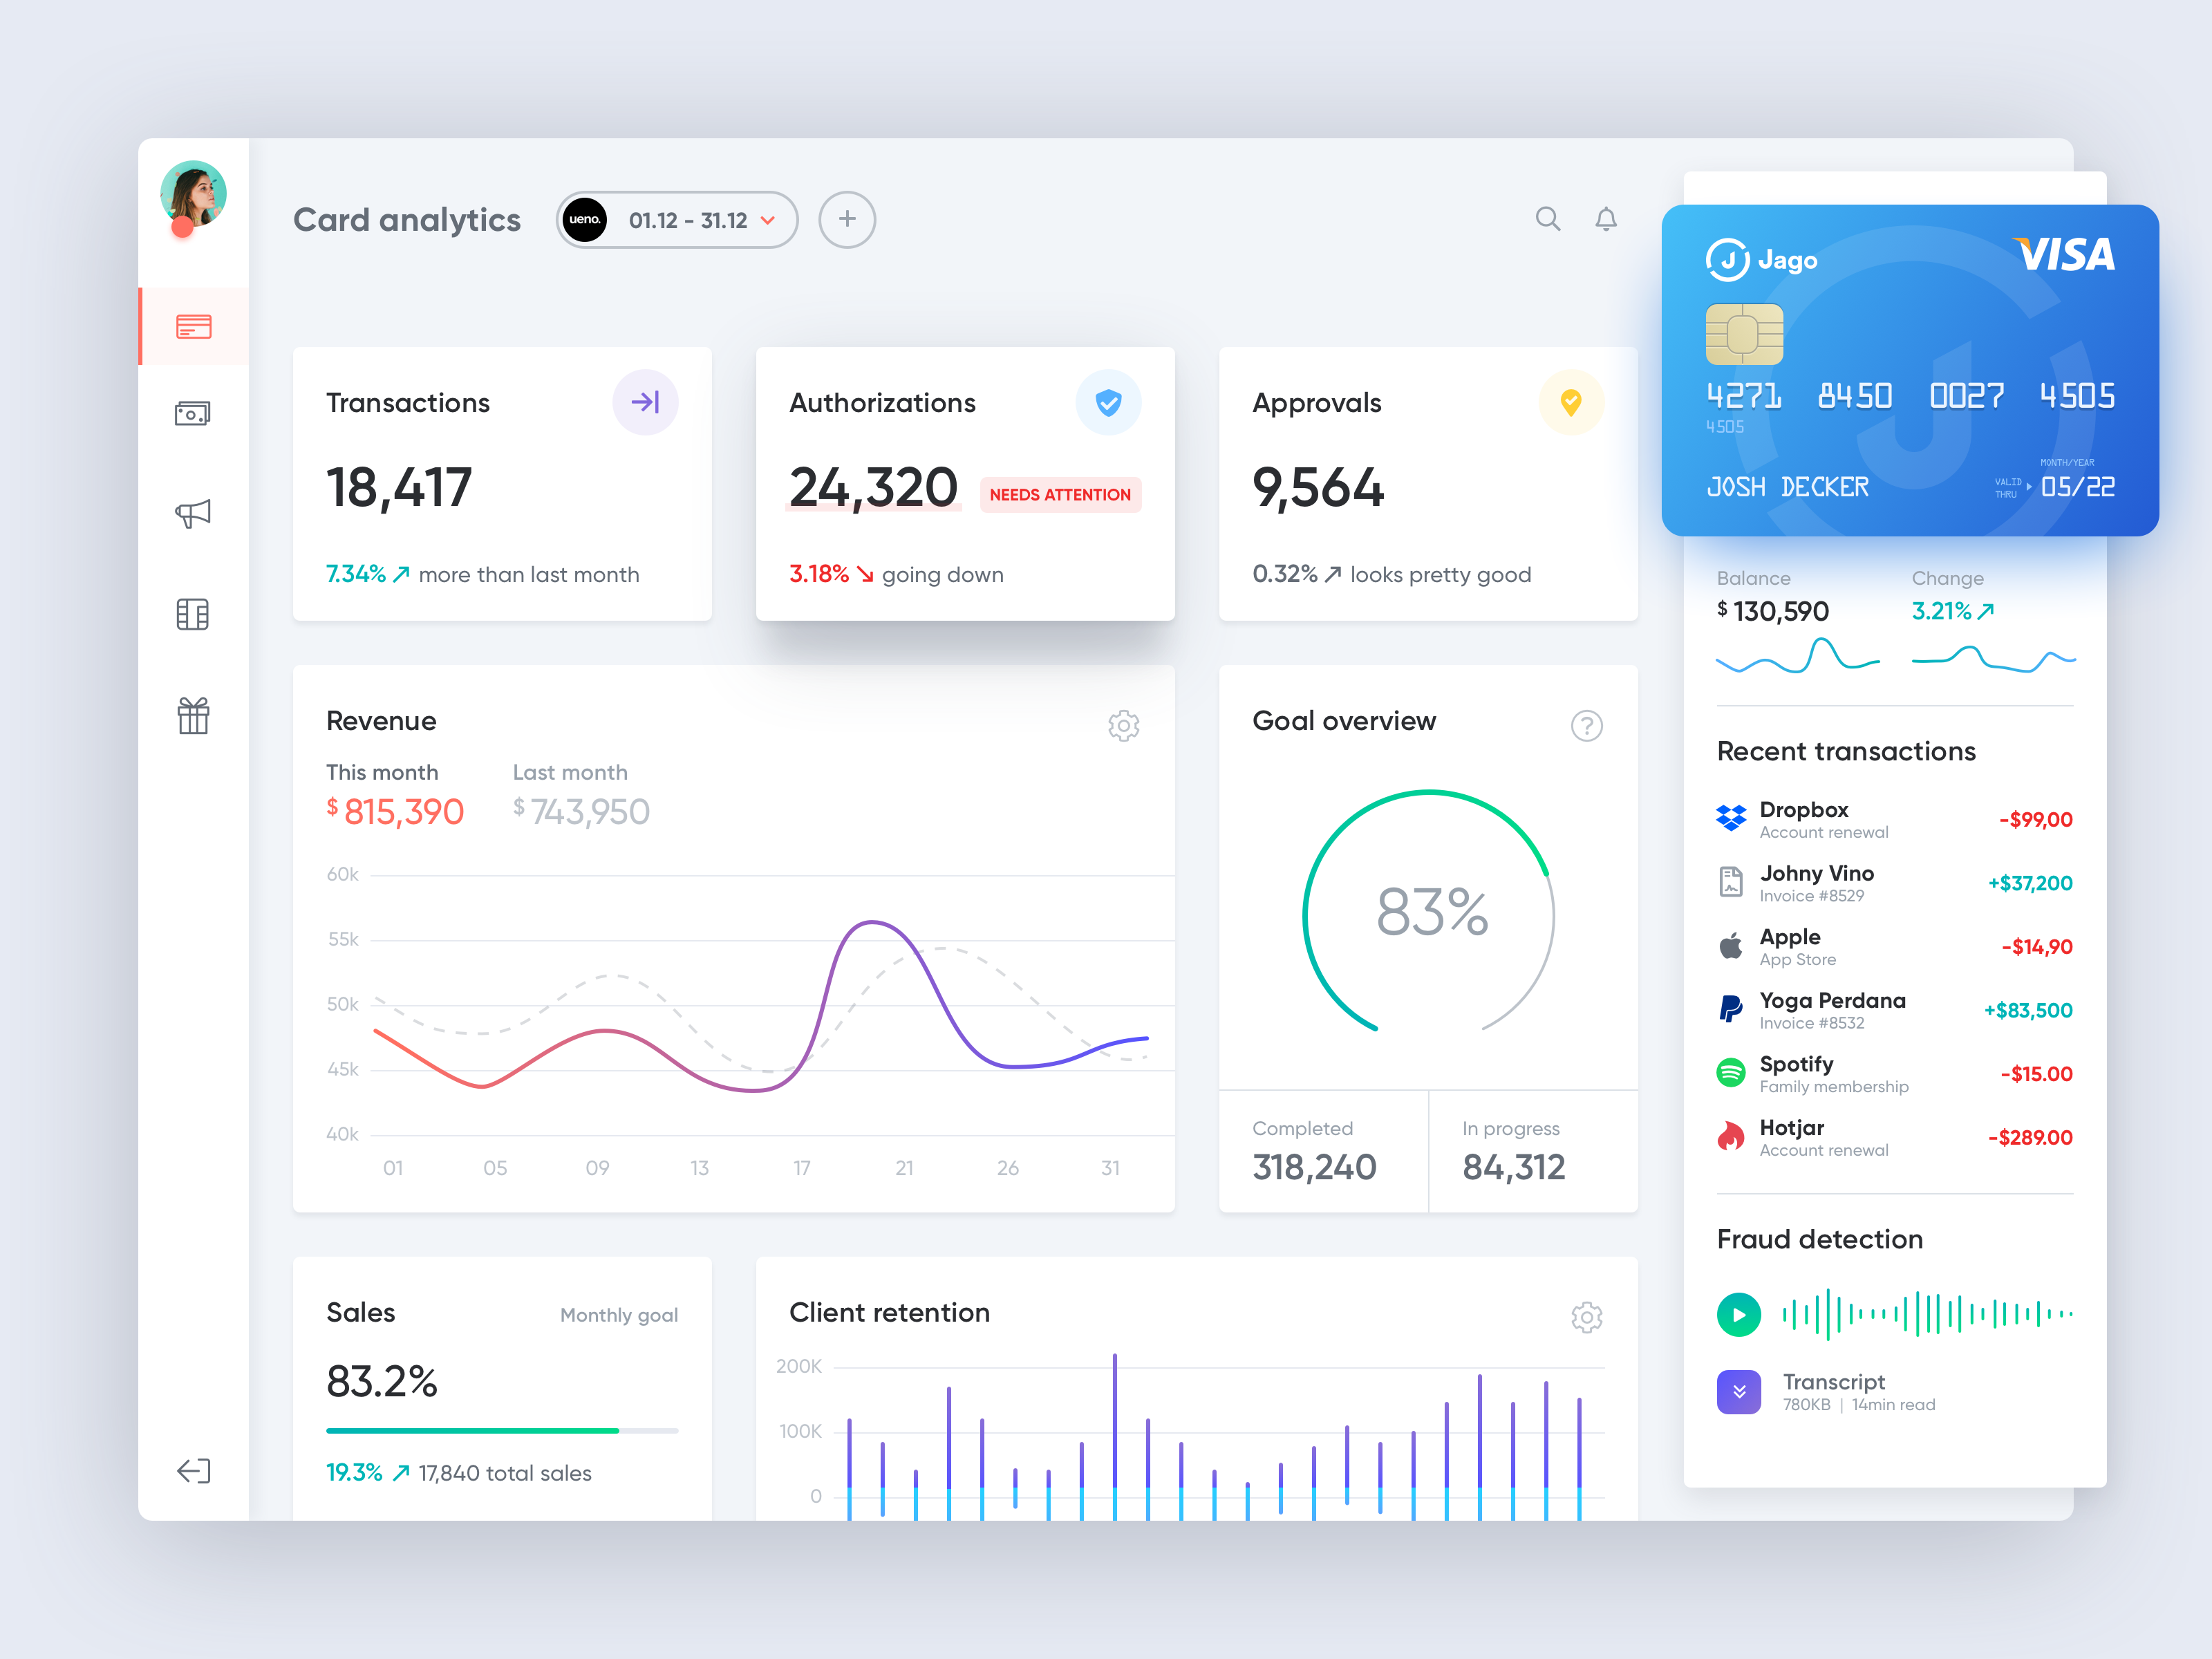 Card analytics
ueno.
01.12 - 31.12
Transactions
18,417
7.34% more than last month
Authorizations
24,320
NEEDS ATTENTION
3.18% going down
Approvals
9,564
0.32% looks pretty good
Jago
VISA
4271 8450 0027 4505
4505
MONTH/YEAR
JOSH DECKER
VALID
THRU
05/22
Balance
$ 130,590
Change
3.21%
Revenue
This month
$ 815,390
Last month
$ 743,950
60k
55k
50k
45k
40k
01 05 09 13 17 21 26 31
Goal overview
?
83%
Completed
318,240
In progress
84,312
Recent transactions
Dropbox
Account renewal
-$99,00
Johny Vino
Invoice #8529
+$37,200
Apple
App Store
-$14,90
Yoga Perdana
Invoice #8532
+$83,500
Spotify
Family membership
-$15.00
Hotjar
Account renewal
-$289.00
Sales
Monthly goal
83.2%
19.3% 17,840 total sales
Client retention
200K
100K
0
Fraud detection
Transcript
780KB | 14min read